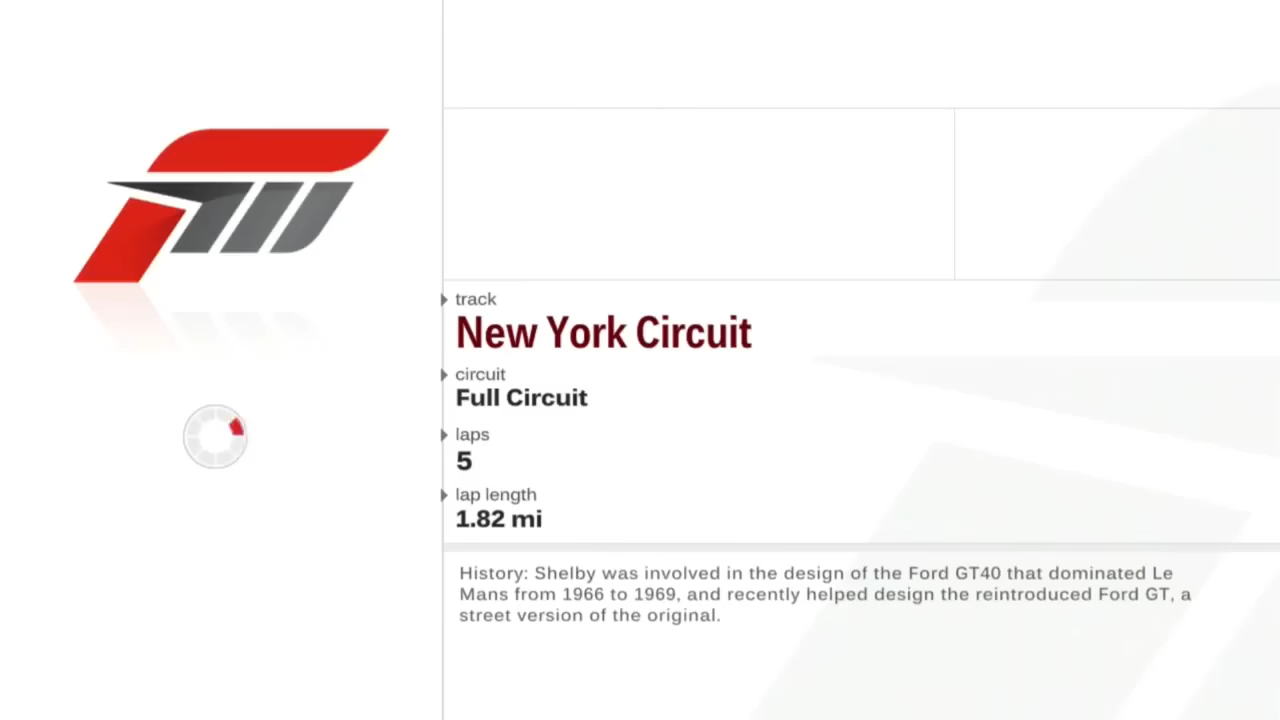 track
New York Circuit
circuit
Full Circuit
laps
5
lap length
1.82 mi
History: Shelby was involved in the design of the Ford GT40 that dominated Le
Mans from 1966 to 1969, and recently helped design the reintroduced Ford GT, a
street version of the original.